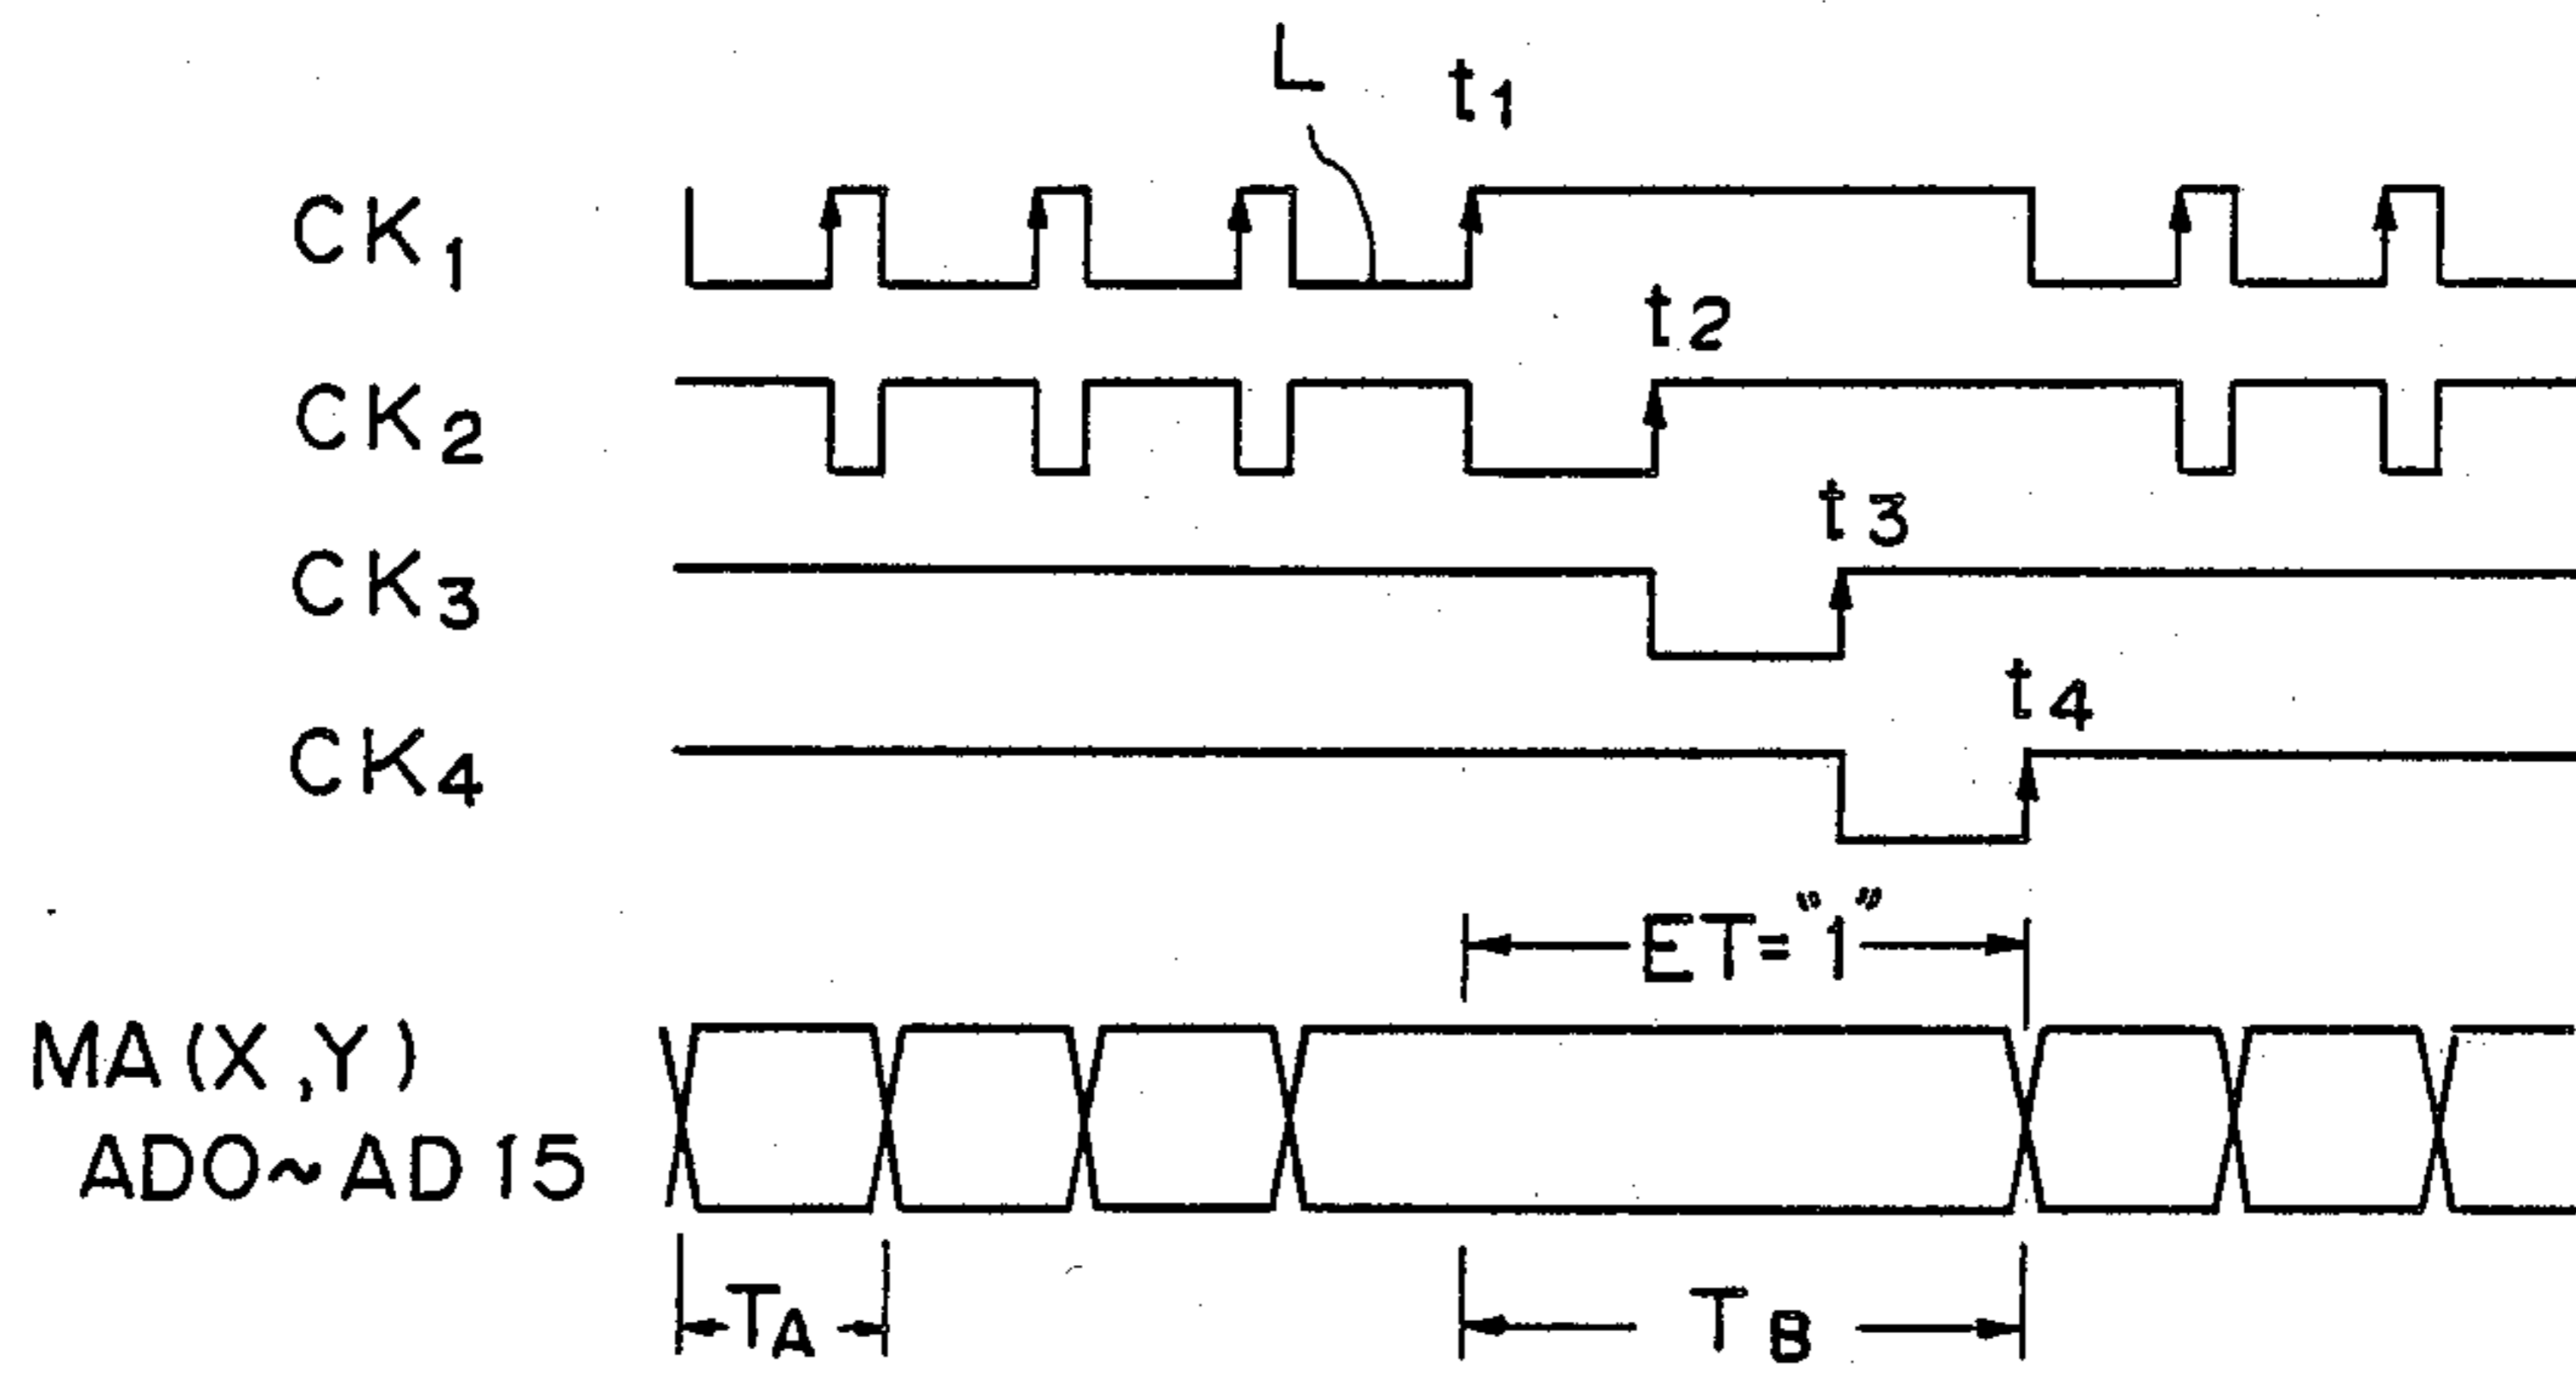 L
t1
CK1
t2
CK2
t3
CK3
t4
CK4
ET="1"
MA(X,Y)
AD0~AD15
TA
TB